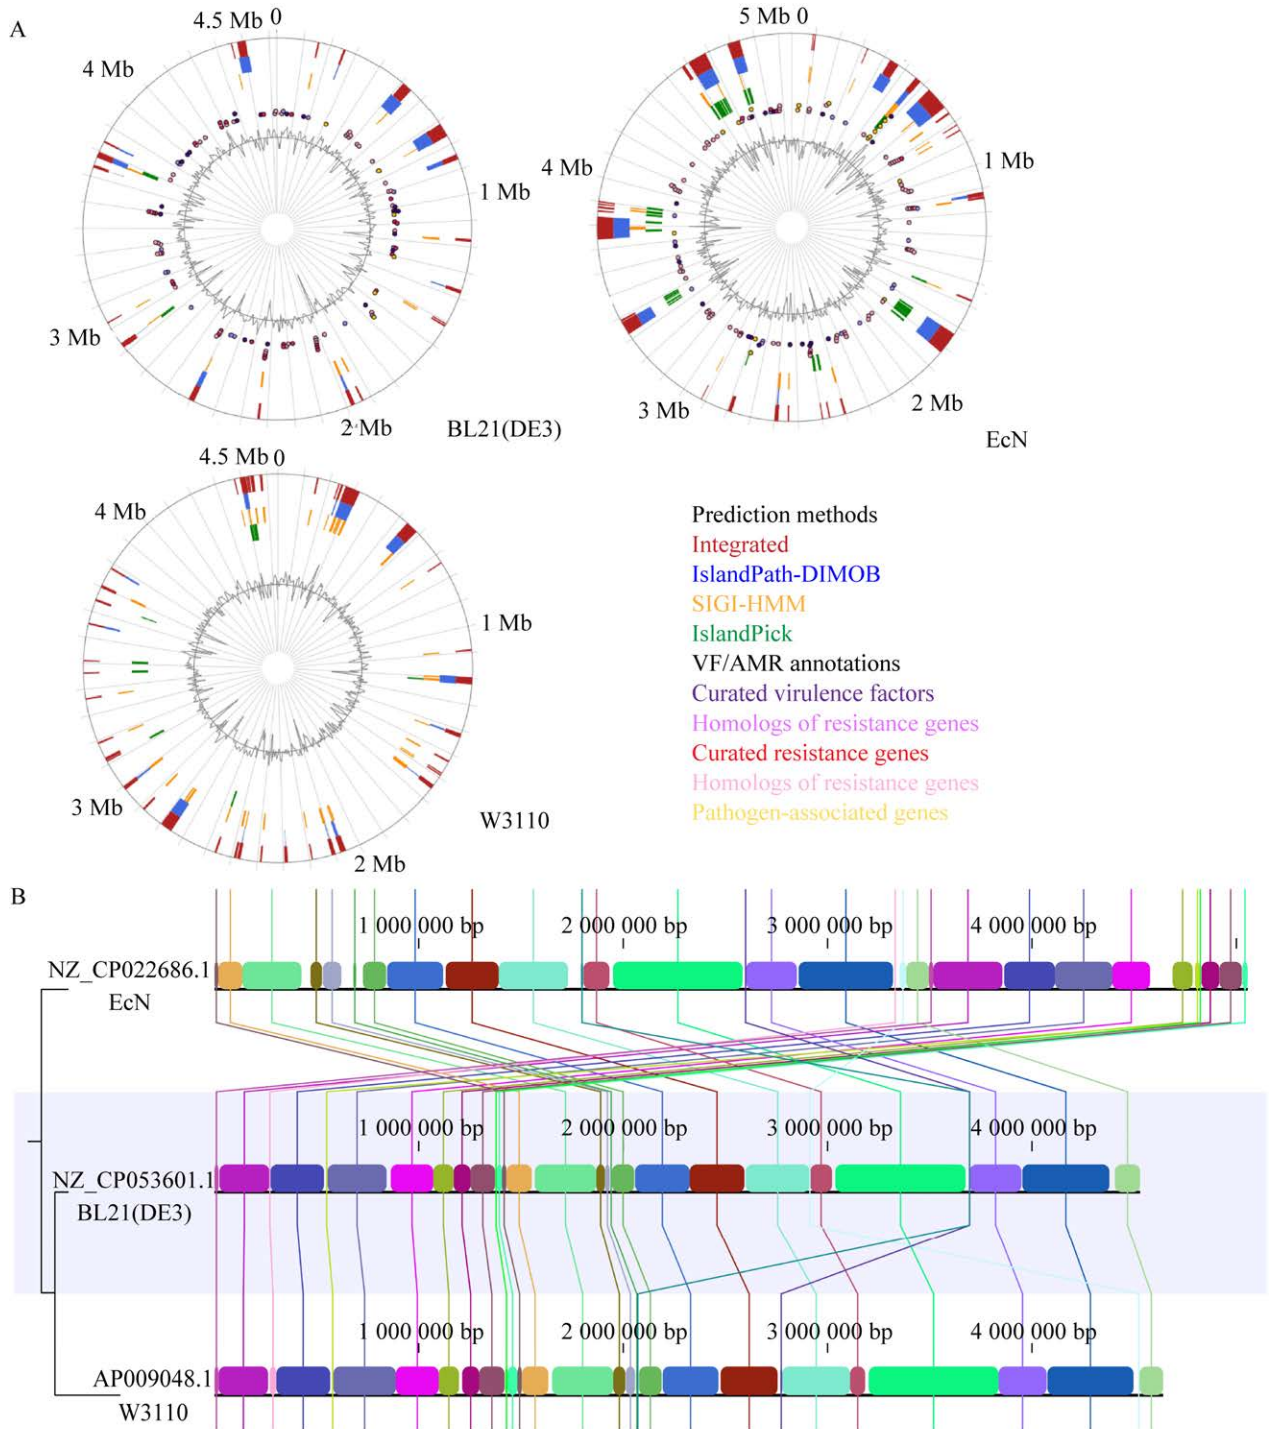 A
4.5 Mb 0
4 Mb
1 Mb
3 Mb
2 Mb
BL21(DE3)
5 Mb 0
4 Mb
1 Mb
3 Mb
2 Mb
EcN
4.5 Mb 0
4 Mb
1 Mb
3 Mb
2 Mb
W3110
Prediction methods
Integrated
IslandPath-DIMOB
SIGI-HMM
IslandPick
VF/AMR annotations
Curated virulence factors
Homologs of resistance genes
Curated resistance genes
Homologs of resistance genes
Pathogen-associated genes
B
1 000 000 bp 2 000 000 bp 3 000 000 bp 4 000 000 bp
NZ_CP022686.1
EcN
1 000 000 bp 2 000 000 bp 3 000 000 bp 4 000 000 bp
NZ_CP053601.1
BL21(DE3)
1 000 000 bp 2 000 000 bp 3 000 000 bp 4 000 000 bp
AP009048.1
W3110